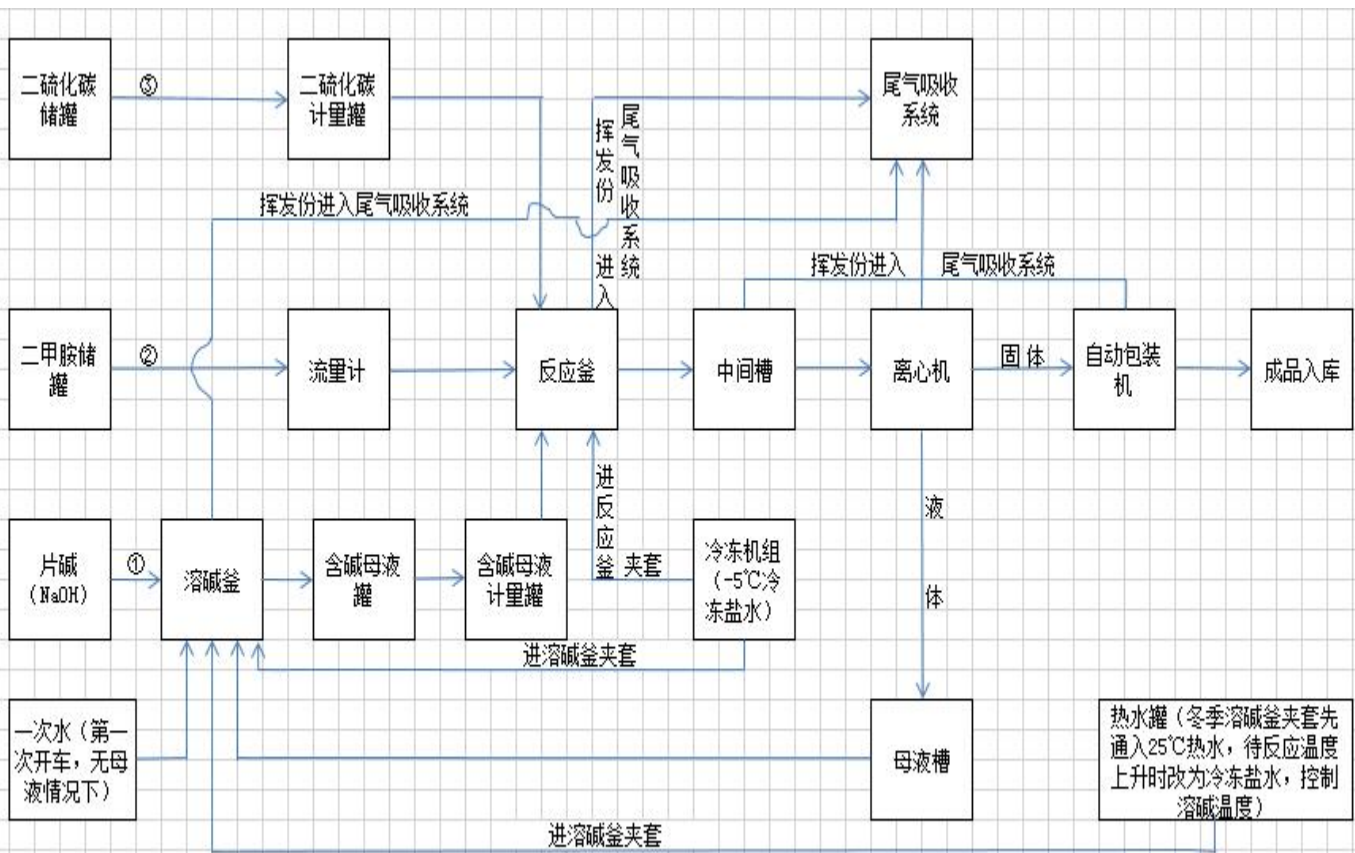 二硫化碳
储罐
③
二硫化碳
计量罐
尾气吸收
系统
挥发份 进入
尾气吸收系统
挥发份进入尾气吸收系统
挥发份进入
尾气吸收系统
二甲胺储
罐
②
流量计
反应釜
中间槽
离心机
固体
自动包装
机
成品入库
片碱
(NaOH)
①
溶碱釜
含碱母液
罐
含碱母液
计量罐
进反应釜
夹套
冷冻机组
(-5℃冷
冻盐水)
液
体
进溶碱釜夹套
一次水(第一
次开车，无母
液情况下)
母液槽
热水罐(冬季溶碱釜夹套先
通入25℃热水，待反应温度
上升时改为冷冻盐水，控制
溶碱温度)
进溶碱釜夹套